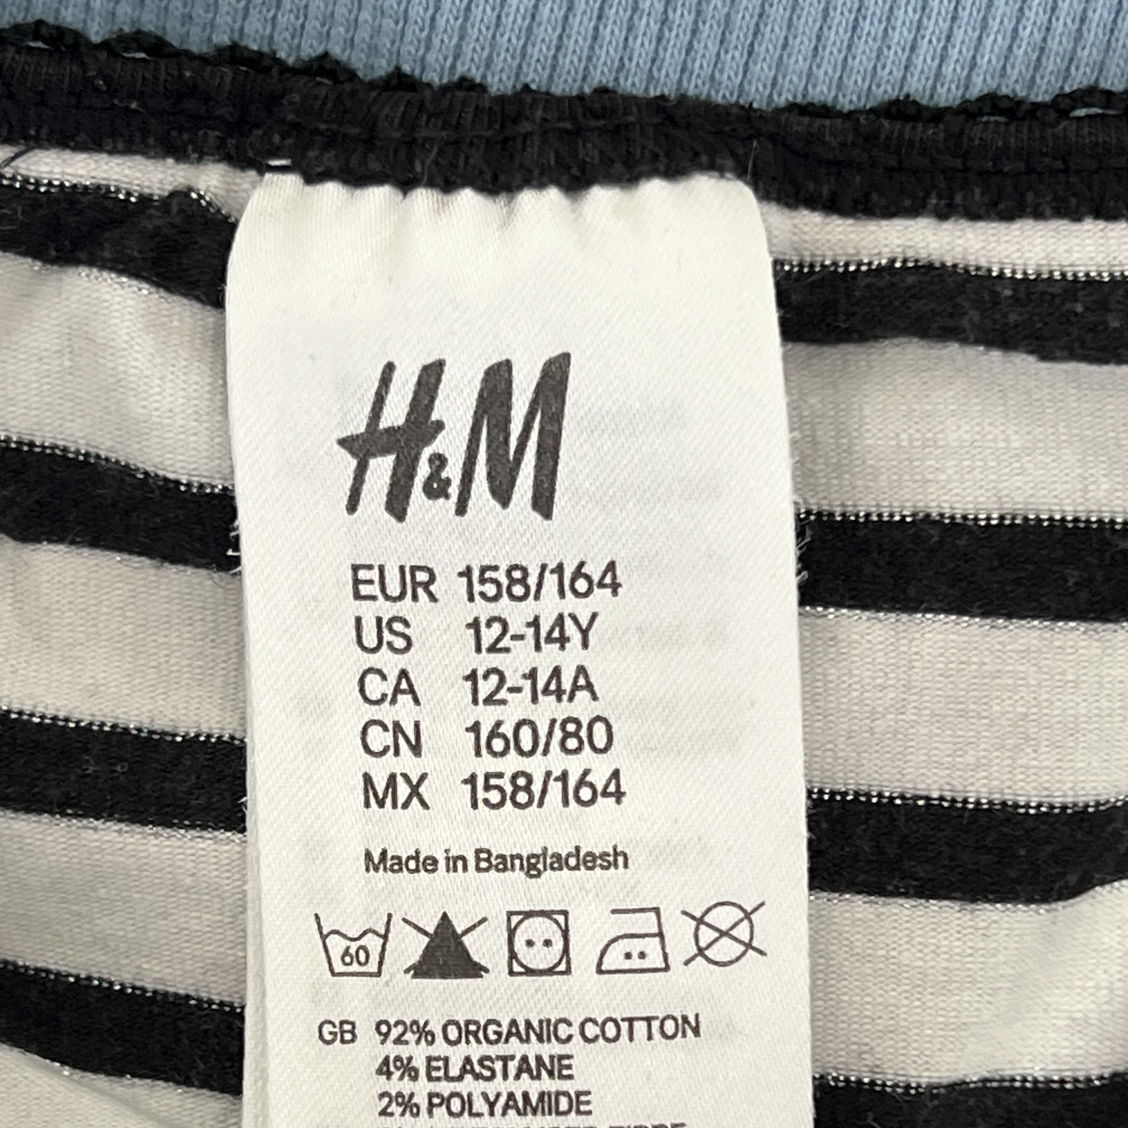 H&M
EUR 158/164
US 12-14Y
CA 12-14A
CN 160/80
MX 158/164
Made in Bangladesh
60
GB 92% ORGANIC COTTON
4% ELASTANE
2% POLYAMIDE